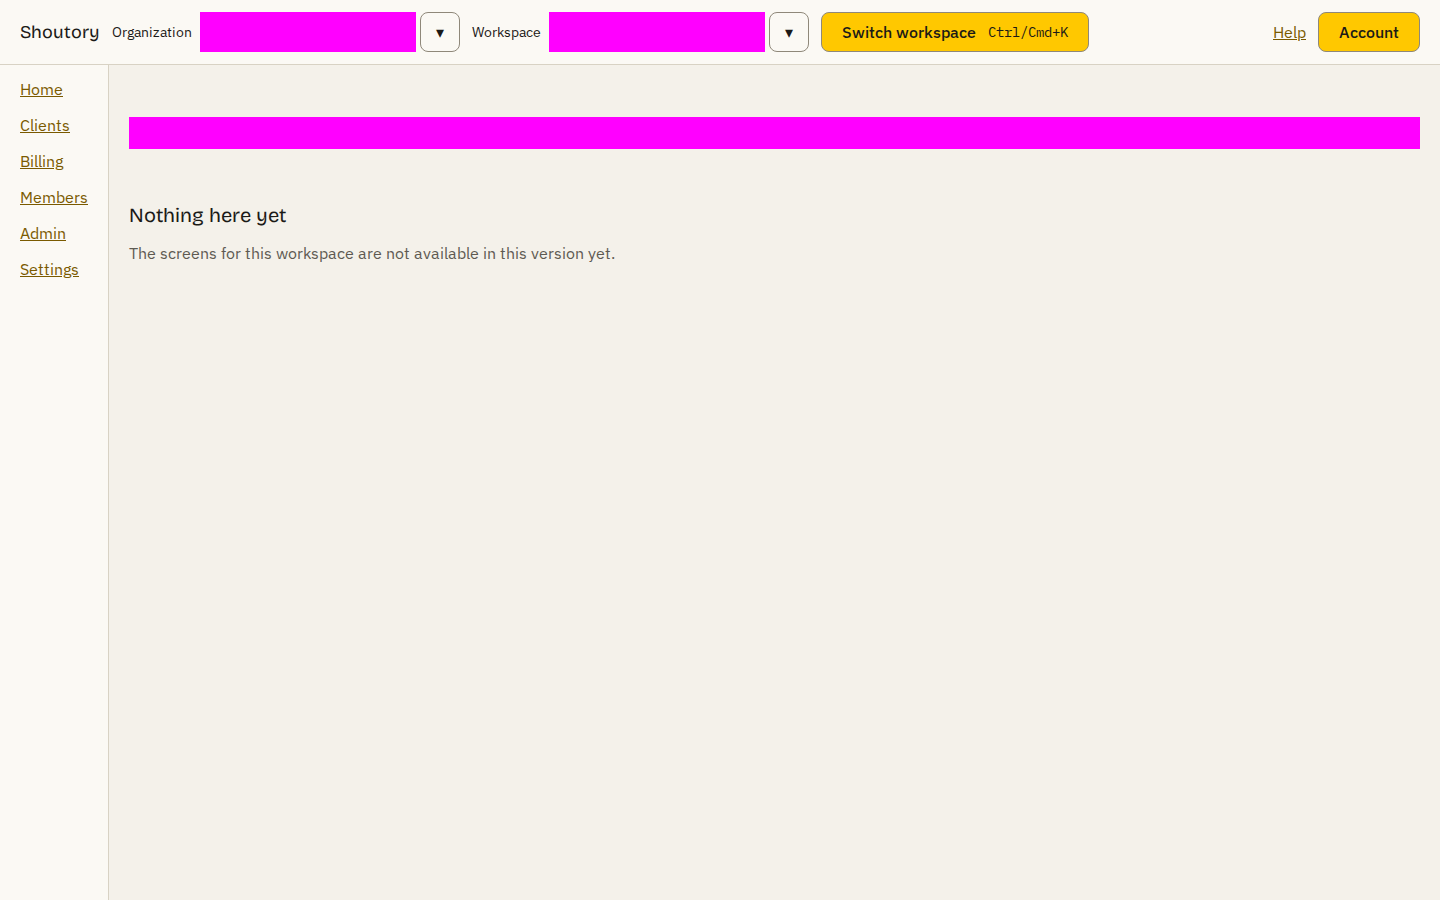 Shoutory Organization ▼ Workspace ▼ Switch workspace Ctrl/Cmd+K Help Account
Home
Clients
Billing
Members
Admin
Settings
Nothing here yet
The screens for this workspace are not available in this version yet.